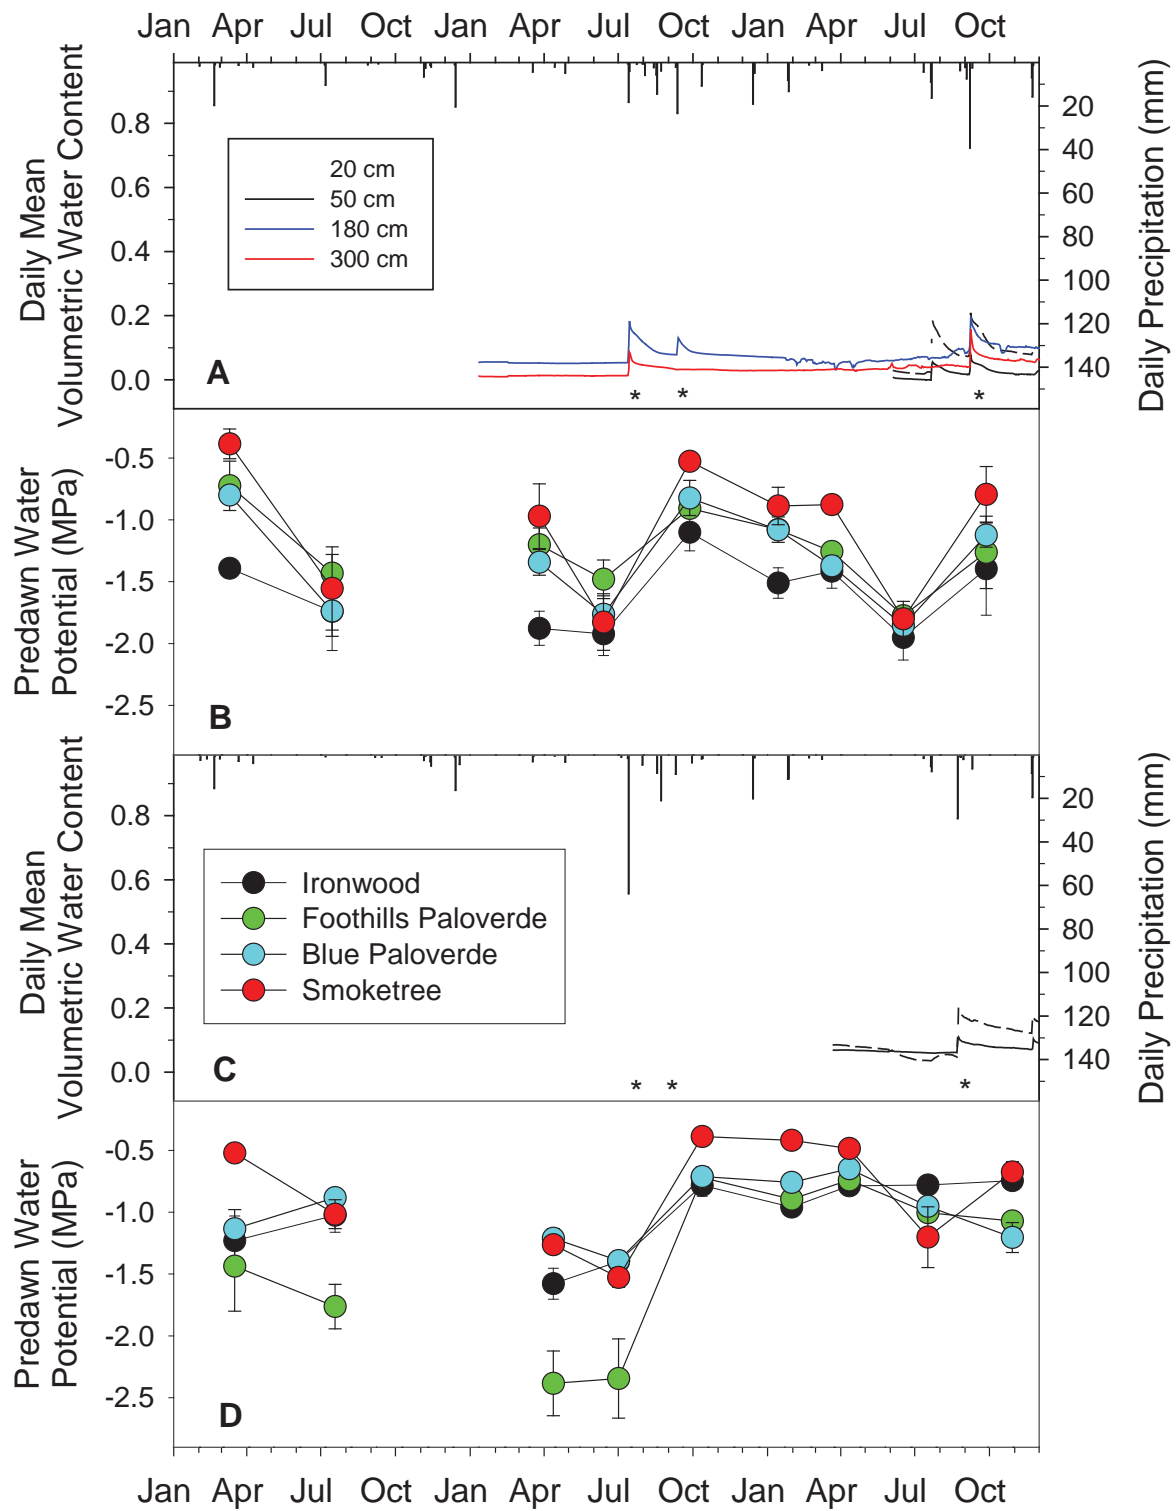 Jan Apr Jul Oct Jan Apr Jul Oct Jan Apr Jul Oct
Daily Mean
Volumetric Water Content
0.8
0.6
0.4
0.2
0.0
20 cm
50 cm
180 cm
300 cm
A
* * *
20
40
60
80
100
120
140
Daily Precipitation (mm)
Predawn Water
Potential (MPa)
-0.5
-1.0
-1.5
-2.0
-2.5
B
Daily Mean
Volumetric Water Content
0.8
0.6
0.4
0.2
0.0
Ironwood
Foothills Paloverde
Blue Paloverde
Smoketree
C
* * *
20
40
60
80
100
120
140
Daily Precipitation (mm)
Predawn Water
Potential (MPa)
-0.5
-1.0
-1.5
-2.0
-2.5
D
Jan Apr Jul Oct Jan Apr Jul Oct Jan Apr Jul Oct